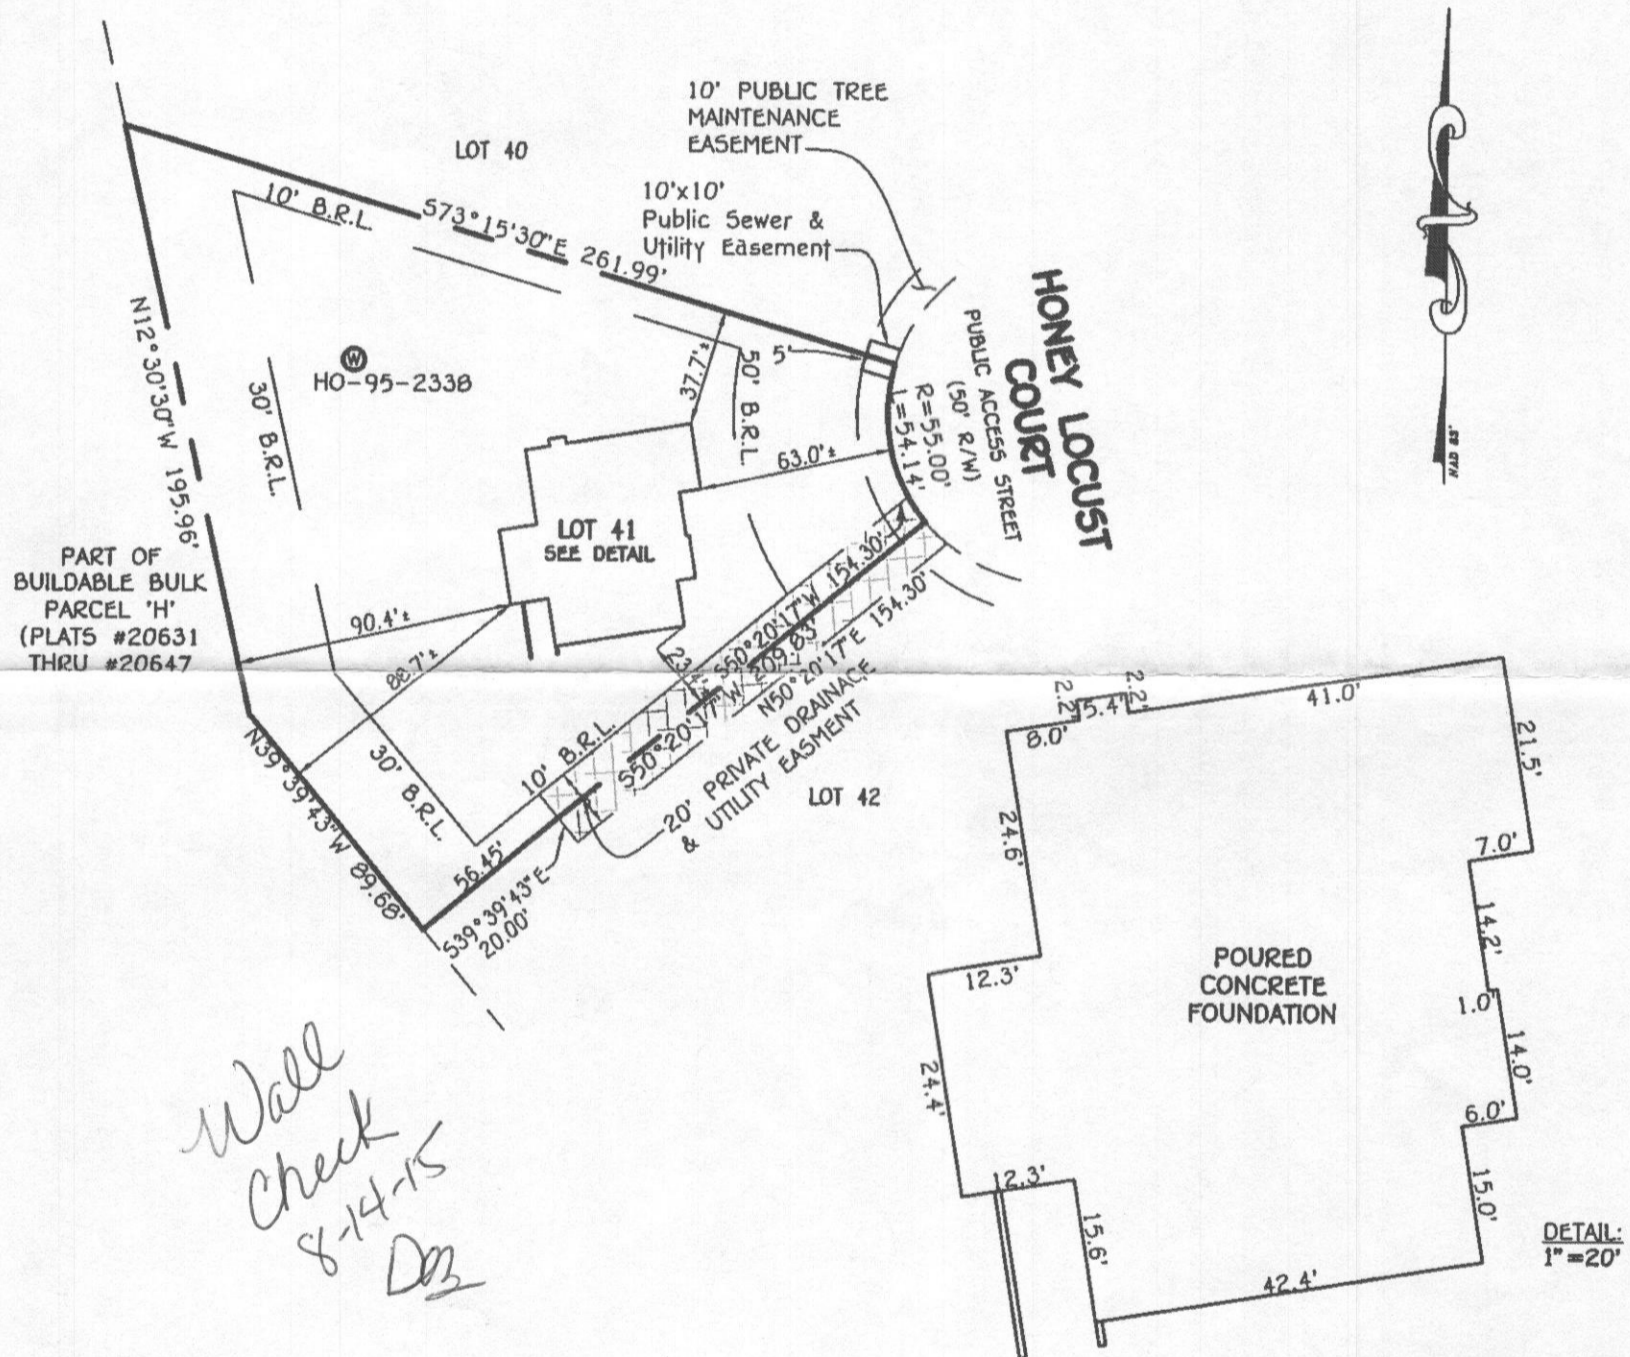 10' PUBLIC TREE
MAINTENANCE
EASEMENT
LOT 40
10'x10'
Public Sewer &
Utility Easement
10' B.R.L.
S73°15'30"E 261.99'
HONEY LOCUST
COURT
PUBLIC ACCESS STREET
(50' R/W)
R=55.00'
L=54.14'
NAD 83'
N12°30'30"W 195.96'
HO-95-2338
30' B.R.L.
37.7'±
50' B.R.L.
5'
63.0'±
LOT 41
SEE DETAIL
PART OF
BUILDABLE BULK
PARCEL 'H'
(PLATS #20631
THRU #20647
90.4'±
88.7'±
S50°20'17"W 154.30'
S50°20'17"W 209.83'
N50°20'17"E 154.30'
20' PRIVATE DRAINAGE
& UTILITY EASMENT
10' B.R.L.
30' B.R.L.
N39°39'43"W 89.68'
56.45'
S39°39'43"E
20.00'
LOT 42
2.2'
5.4'
2.2'
41.0'
8.0'
21.5'
24.6'
7.0'
14.2'
12.3'
POURED
CONCRETE
FOUNDATION
1.0'
14.0'
24.4'
6.0'
12.3'
15.0'
15.6'
42.4'
DETAIL:
1"=20'
Wall
Check
8-14-15